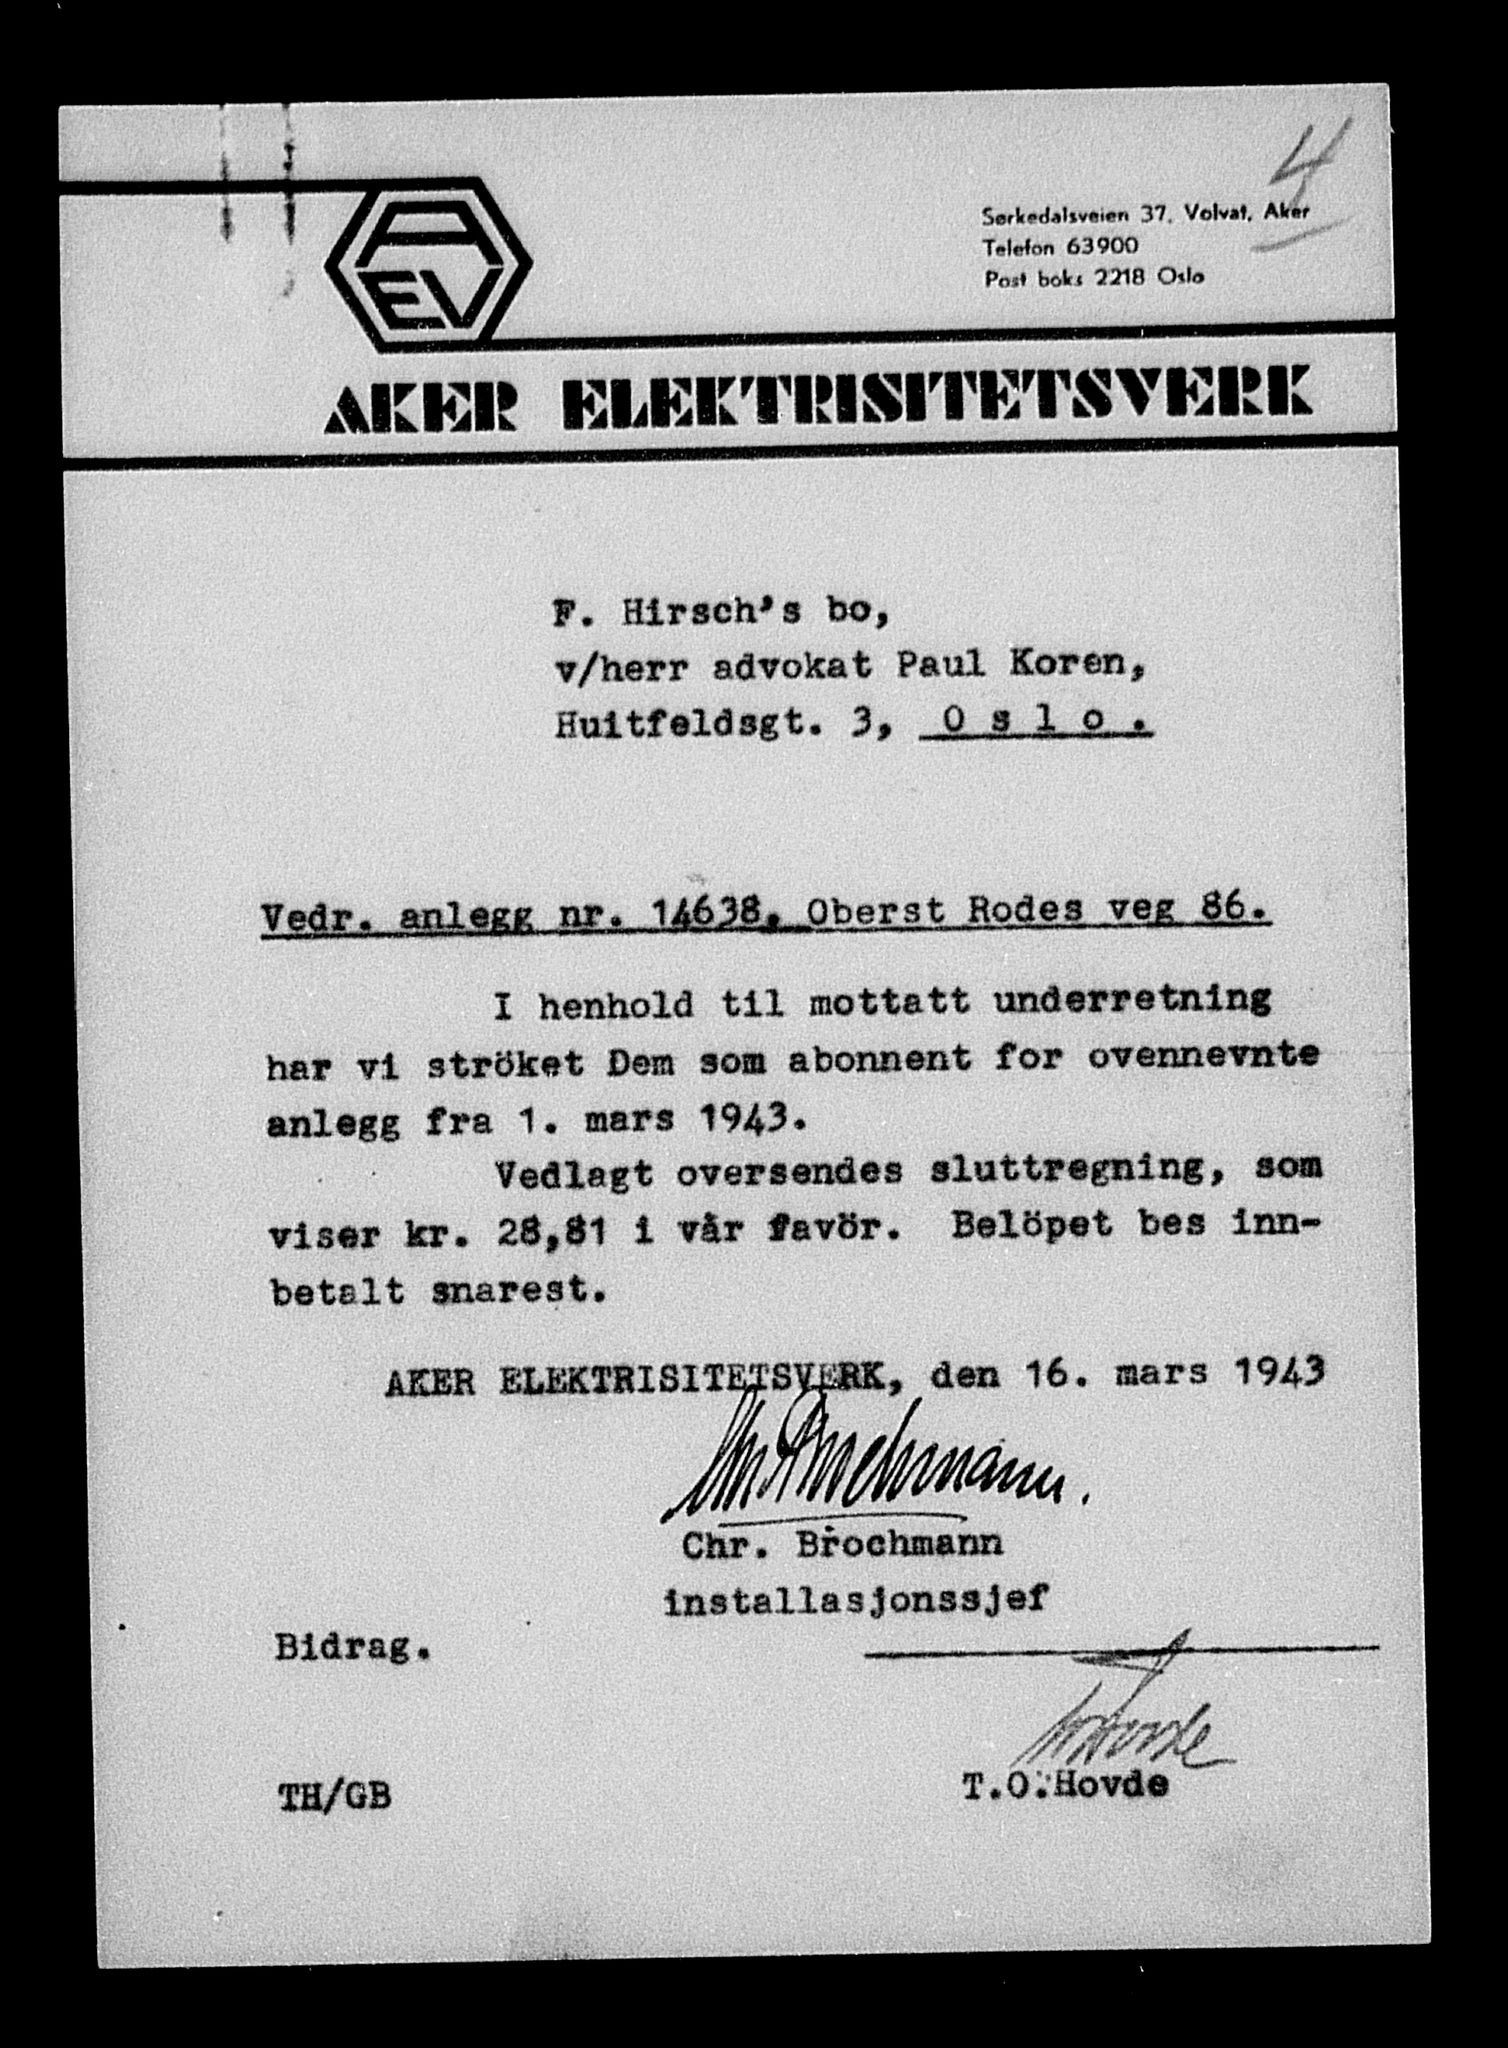 4
Sørkedalsveien 37, Volvat, Aker
Telefon 63900
Post boks 2218 Oslo
AEV
AKER ELEKTRISITETSVERK
F. Hirsch's bo,
v/herr advokat Paul Koren,
Huitfeldsgt. 3, O s l o .
Vedr. anlegg nr. 14638. Oberst Rodes veg 86.
I henhold til mottatt underretning
har vi ströket Dem som abonnent for ovennevnte
anlegg fra 1. mars 1943.
Vedlagt oversendes sluttregning, som
viser kr. 28,81 i vår favör. Belöpet bes inn-
betalt snarest.
AKER ELEKTRISITETSVERK, den 16. mars 1943
Chr Brochmann.
Chr. Brochmann
installasjonssjef
Bidrag.
T.O.Hovde
TH/GB
T.O.Hovde